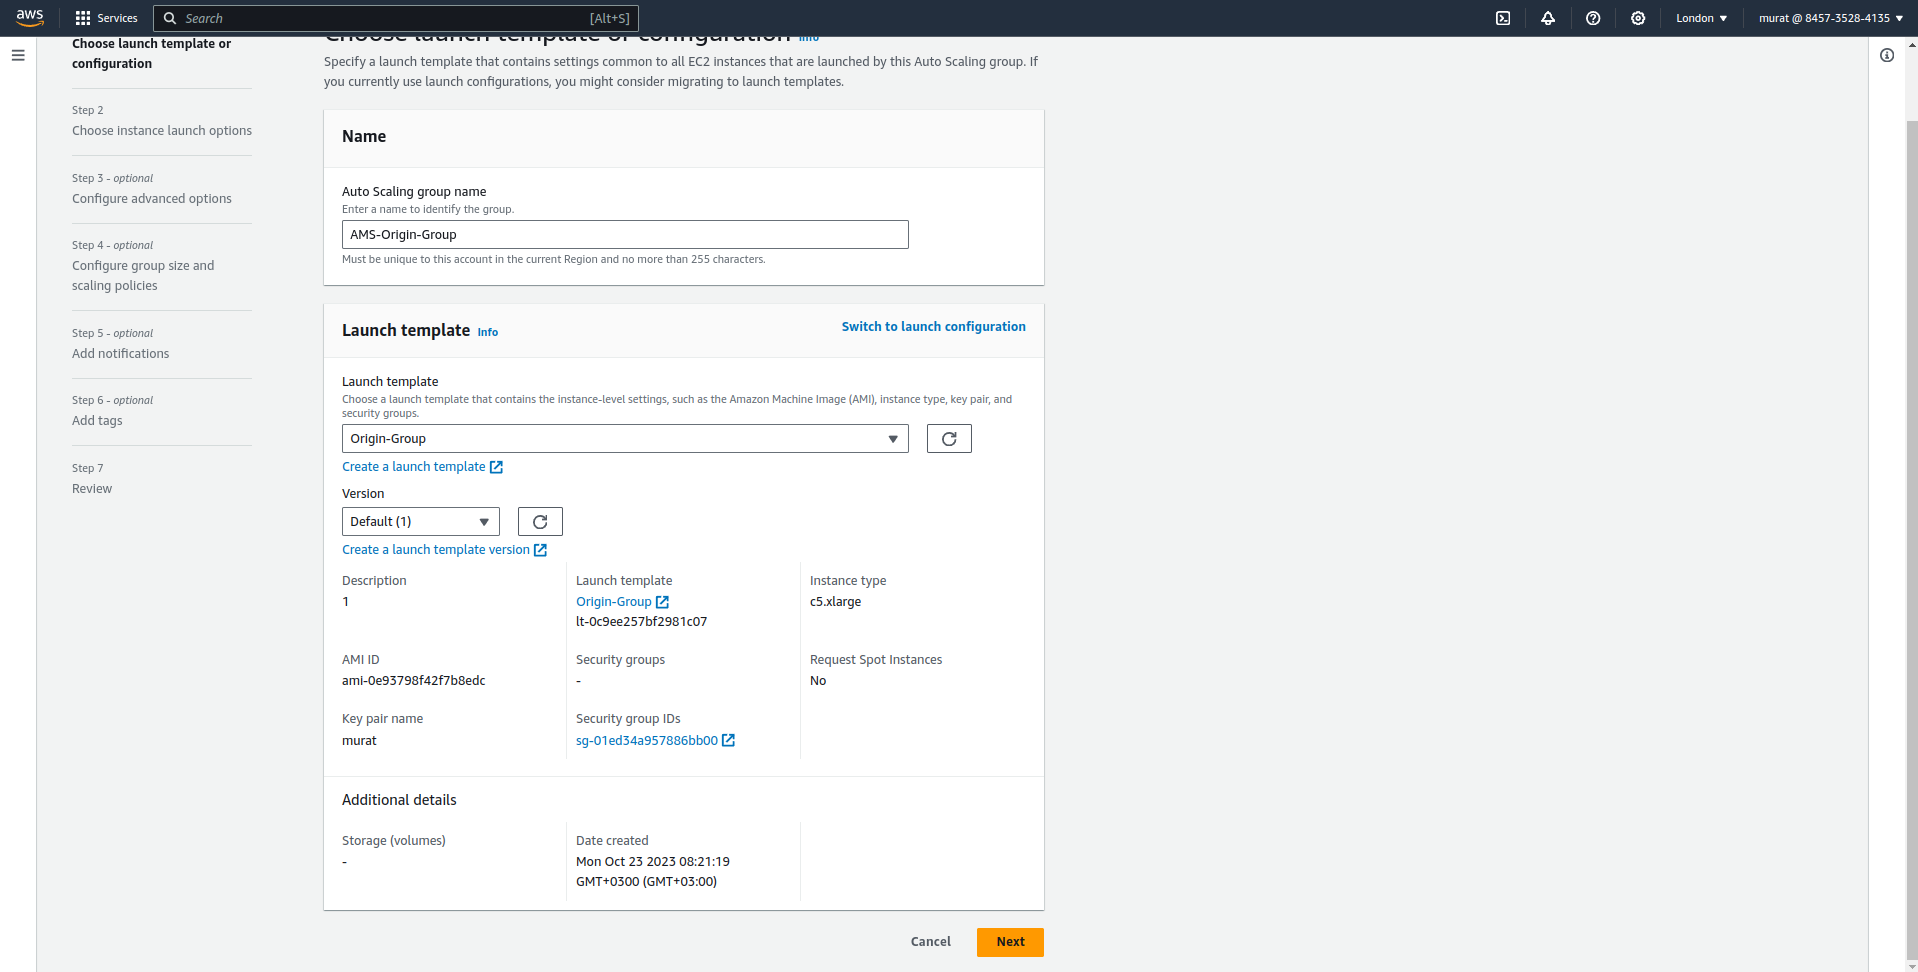 aws
Services
Search
[Alt+S]
London
murat @ 8457-3528-4135
Choose launch template or
configuration
Step 2
Choose instance launch options
Step 3 - optional
Configure advanced options
Step 4 - optional
Configure group size and
scaling policies
Step 5 - optional
Add notifications
Step 6 - optional
Add tags
Step 7
Review
Choose launch template or configuration Info
Specify a launch template that contains settings common to all EC2 instances that are launched by this Auto Scaling group. If
you currently use launch configurations, you might consider migrating to launch templates.
Name
Auto Scaling group name
Enter a name to identify the group.
AMS-Origin-Group
Must be unique to this account in the current Region and no more than 255 characters.
Launch template Info
Switch to launch configuration
Launch template
Choose a launch template that contains the instance-level settings, such as the Amazon Machine Image (AMI), instance type, key pair, and
security groups.
Origin-Group
Create a launch template
Version
Default (1)
Create a launch template version
Description
1
Launch template
Origin-Group
lt-0c9ee257bf2981c07
Instance type
c5.xlarge
AMI ID
ami-0e93798f42f7b8edc
Security groups
-
Request Spot Instances
No
Key pair name
murat
Security group IDs
sg-01ed34a957886bb00
Additional details
Storage (volumes)
-
Date created
Mon Oct 23 2023 08:21:19
GMT+0300 (GMT+03:00)
Cancel
Next